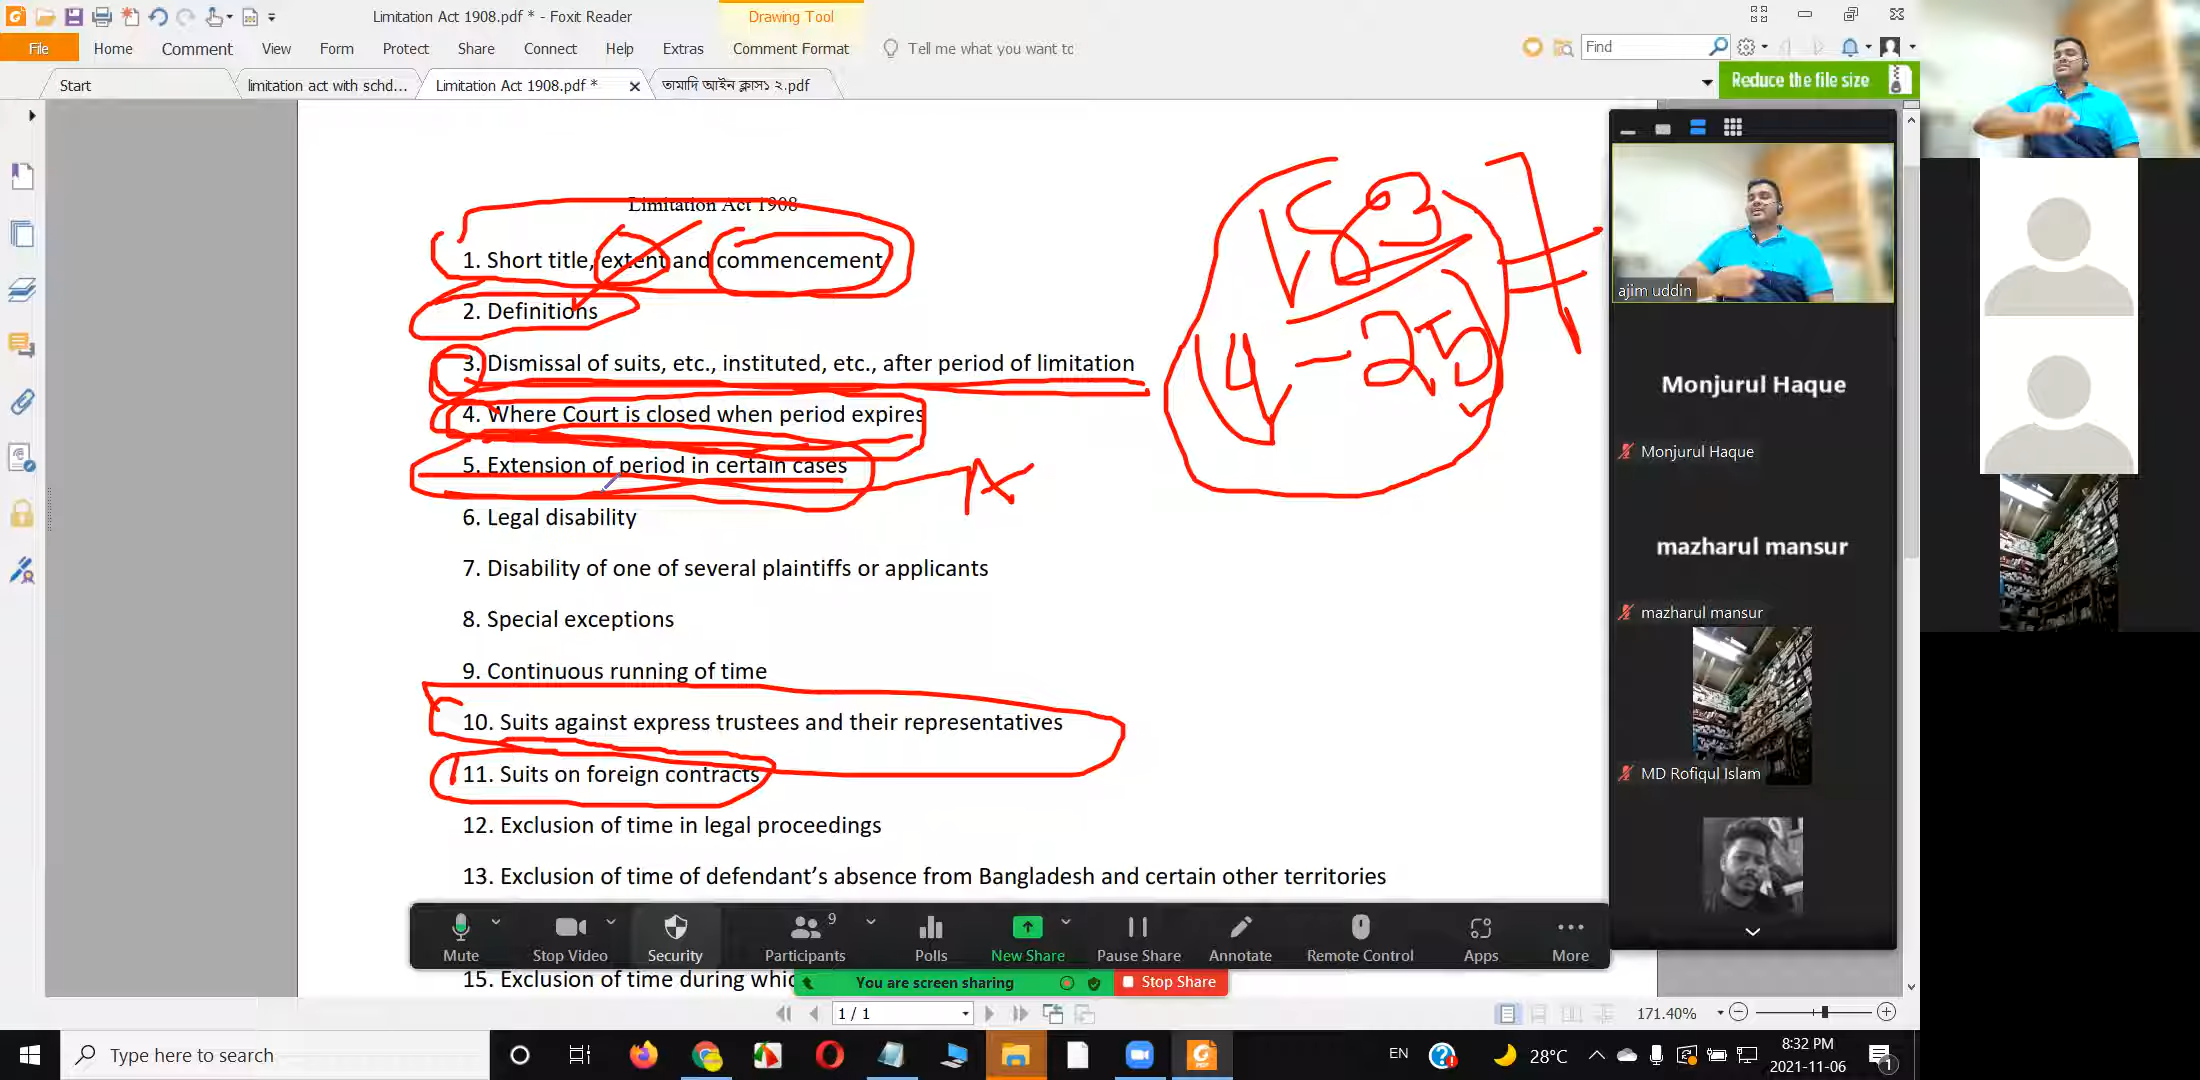 Limitation Act 1908.pdf * - Foxit Reader
Drawing Tool
File
Home
Comment
View
Form
Protect
Share
Connect
Help
Extras
Comment Format
Tell me what you want to
Find
Start
limitation act with schd...
Limitation Act 1908.pdf *
তামাদি আইন ক্লাস১ ২.pdf
Reduce the file size
Limitation Act 1908
1. Short title, extent and commencement
2. Definitions
3. Dismissal of suits, etc., instituted, etc., after period of limitation
4. Where Court is closed when period expires
5. Extension of period in certain cases
6. Legal disability
7. Disability of one of several plaintiffs or applicants
8. Special exceptions
9. Continuous running of time
10. Suits against express trustees and their representatives
11. Suits on foreign contracts
12. Exclusion of time in legal proceedings
13. Exclusion of time of defendant’s absence from Bangladesh and certain other territories
15. Exclusion of time during whic
3
4 - 25
ajim uddin
Monjurul Haque
Monjurul Haque
mazharul mansur
mazharul mansur
MD Rofiqul Islam
Mute
Stop Video
Security
Participants
9
Polls
New Share
Pause Share
Annotate
Remote Control
Apps
More
You are screen sharing
Stop Share
1 / 1
171.40%
Type here to search
EN
28°C
8:32 PM
2021-11-06
1